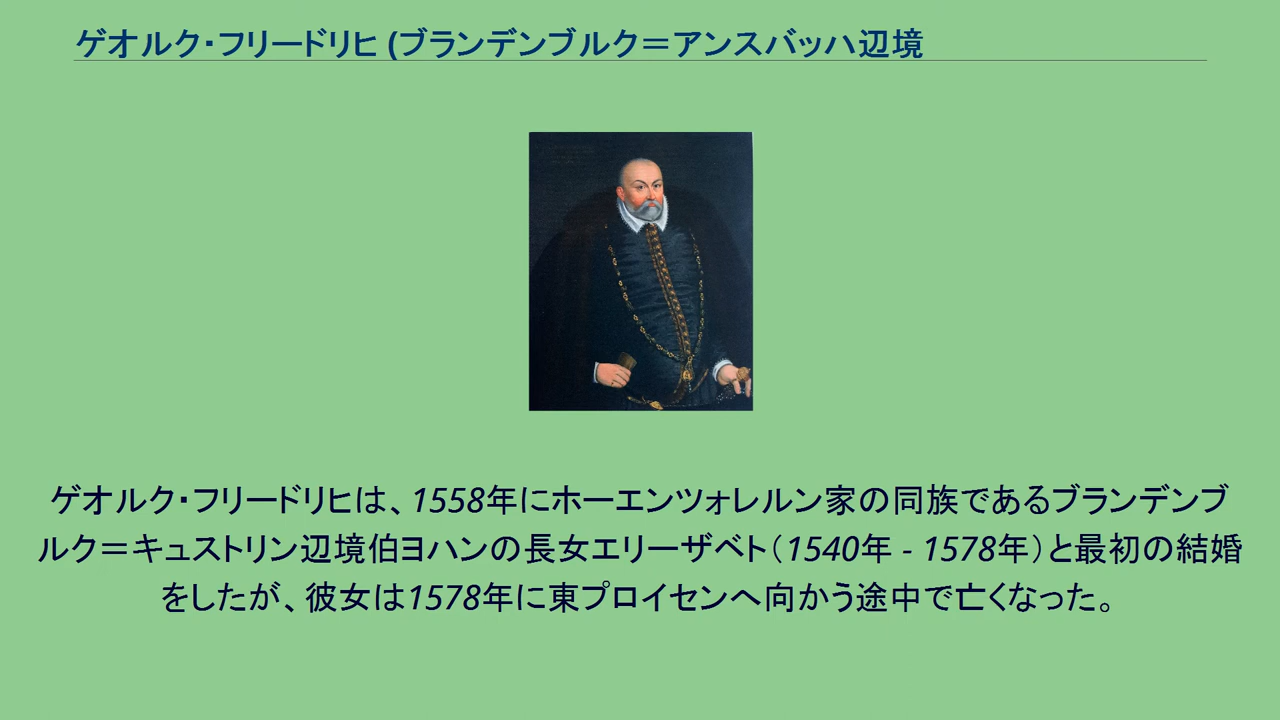 ゲオルク・フリードリヒ (ブランデンブルク＝アンスバッハ辺境
ゲオルク・フリードリヒは、1558年にホーエンツォレルン家の同族であるブランデンブ
ルク＝キュストリン辺境伯ヨハンの長女エリーザベト（1540年 - 1578年）と最初の結婚
をしたが、彼女は1578年に東プロイセンへ向かう途中で亡くなった。